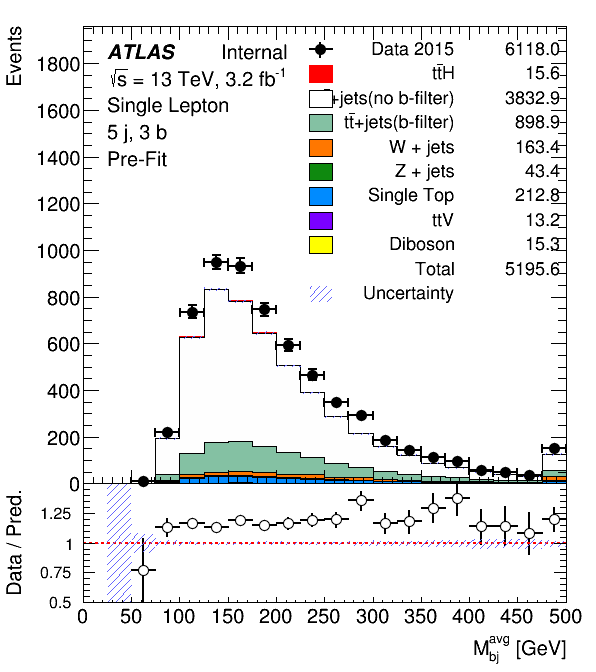 Events
1800
1600
1400
1200
1000
800
600
400
200
0
ATLAS Internal
√s = 13 TeV, 3.2 fb⁻¹
Single Lepton
5 j, 3 b
Pre-Fit
Data 2015 6118.0
tt̄H 15.6
+jets(no b-filter) 3832.9
tt̄+jets(b-filter) 898.9
W + jets 163.4
Z + jets 43.4
Single Top 212.8
ttV 13.2
Diboson 15.3
Total 5195.6
Uncertainty
Data / Pred.
1.25
1
0.75
0.5
0 50 100 150 200 250 300 350 400 450 500
M_bj^avg [GeV]